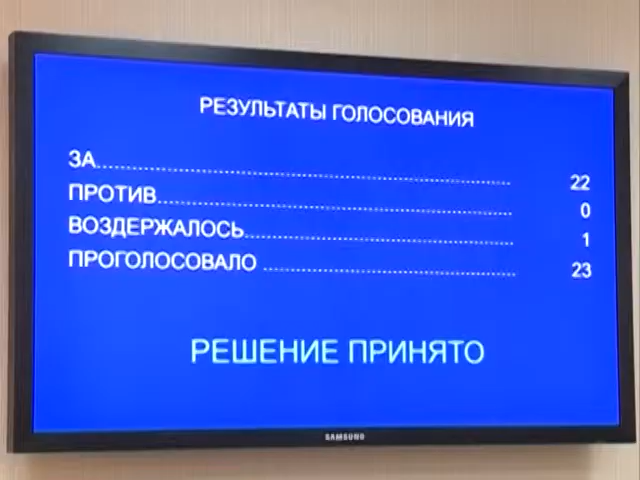 РЕЗУЛЬТАТЫ ГОЛОСОВАНИЯ
ЗА.......................................................................... 22
ПРОТИВ................................................................ 0
ВОЗДЕРЖАЛОСЬ................................................ 1
ПРОГОЛОСОВАЛО ............................................. 23
РЕШЕНИЕ ПРИНЯТО
SAMSUNG